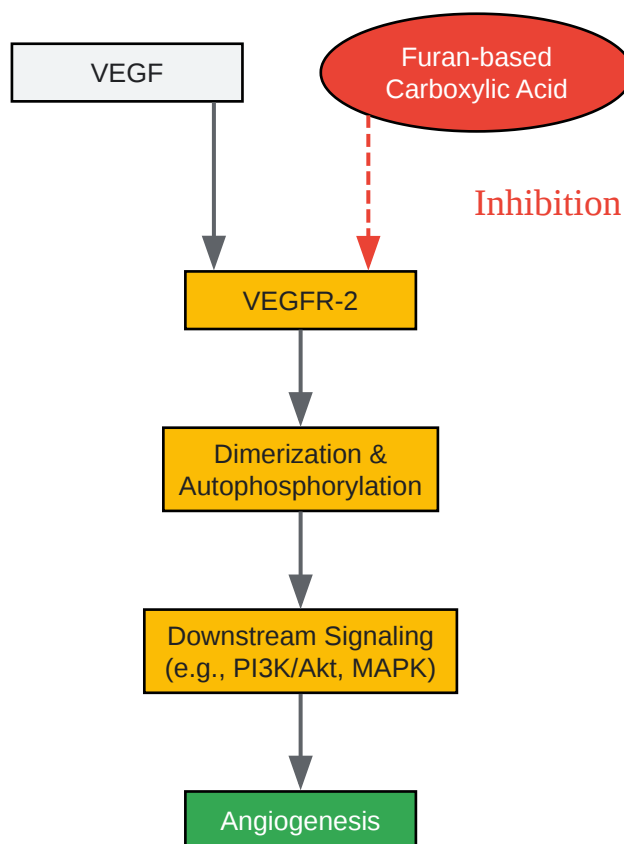 VEGF
Furan-based
Carboxylic Acid
Inhibition
VEGFR-2
Dimerization &
Autophosphorylation
Downstream Signaling
(e.g., PI3K/Akt, MAPK)
Angiogenesis